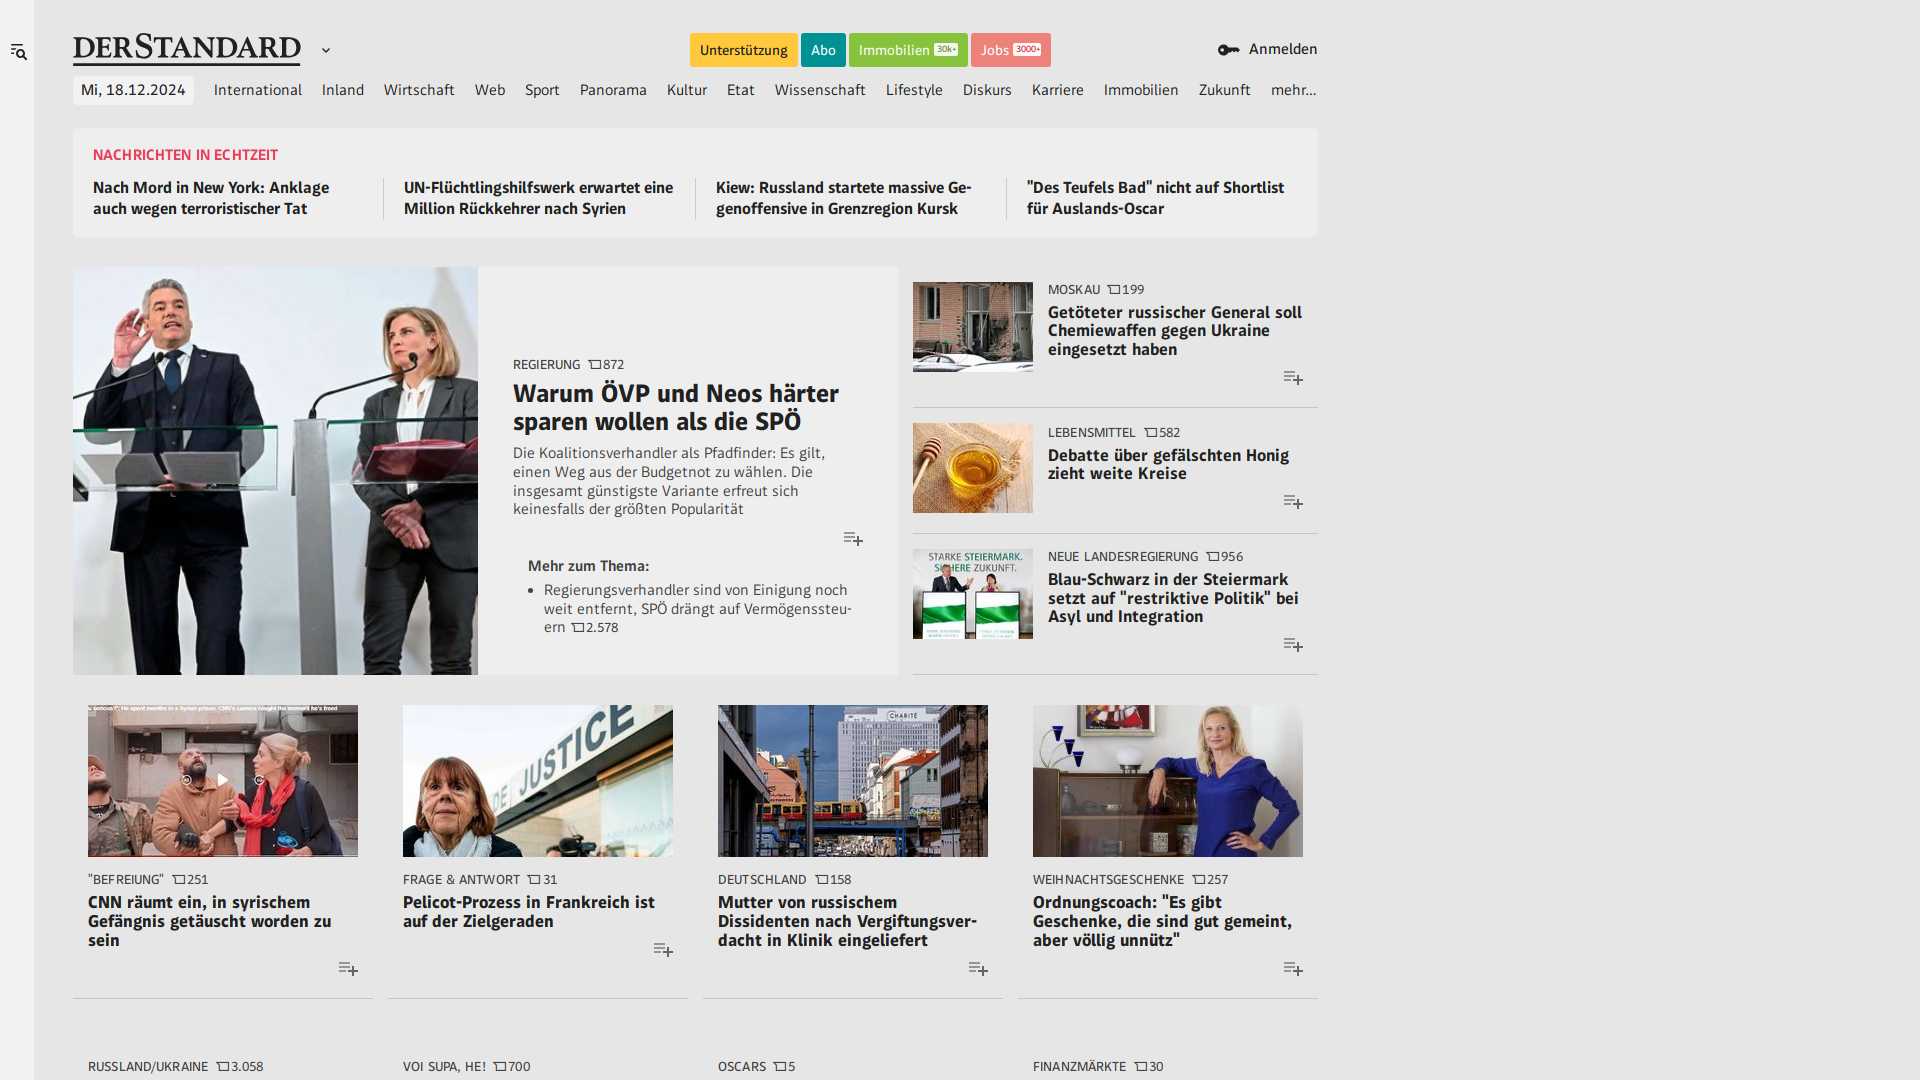 DERSTANDARD
Unterstützung
Abo
Immobilien 30k+
Jobs 3000+
Anmelden
Mi, 18.12.2024
International
Inland
Wirtschaft
Web
Sport
Panorama
Kultur
Etat
Wissenschaft
Lifestyle
Diskurs
Karriere
Immobilien
Zukunft
mehr...
NACHRICHTEN IN ECHTZEIT
Nach Mord in New York: Anklage
auch wegen terroristischer Tat
UN-Flüchtlingshilfswerk erwartet eine
Million Rückkehrer nach Syrien
Kiew: Russland startete massive Ge-
genoffensive in Grenzregion Kursk
"Des Teufels Bad" nicht auf Shortlist
für Auslands-Oscar
REGIERUNG 872
Warum ÖVP und Neos härter
sparen wollen als die SPÖ
Die Koalitionsverhandler als Pfadfinder: Es gilt,
einen Weg aus der Budgetnot zu wählen. Die
insgesamt günstigste Variante erfreut sich
keinesfalls der größten Popularität
Mehr zum Thema:
Regierungsverhandler sind von Einigung noch
weit entfernt, SPÖ drängt auf Vermögenssteu-
ern 2.578
MOSKAU 199
Getöteter russischer General soll
Chemiewaffen gegen Ukraine
eingesetzt haben
LEBENSMITTEL 582
Debatte über gefälschten Honig
zieht weite Kreise
STARKE STEIERMARK.
SICHERE ZUKUNFT.
NEUE LANDESREGIERUNG 956
Blau-Schwarz in der Steiermark
setzt auf "restriktive Politik" bei
Asyl und Integration
"BEFREIUNG" 251
CNN räumt ein, in syrischem
Gefängnis getäuscht worden zu
sein
DE JUSTICE
FRAGE & ANTWORT 31
Pelicot-Prozess in Frankreich ist
auf der Zielgeraden
CHARITÉ
DEUTSCHLAND 158
Mutter von russischem
Dissidenten nach Vergiftungsver-
dacht in Klinik eingeliefert
WEIHNACHTSGESCHENKE 257
Ordnungscoach: "Es gibt
Geschenke, die sind gut gemeint,
aber völlig unnütz"
RUSSLAND/UKRAINE 3.058
VOI SUPA, HE! 700
OSCARS 5
FINANZMÄRKTE 30